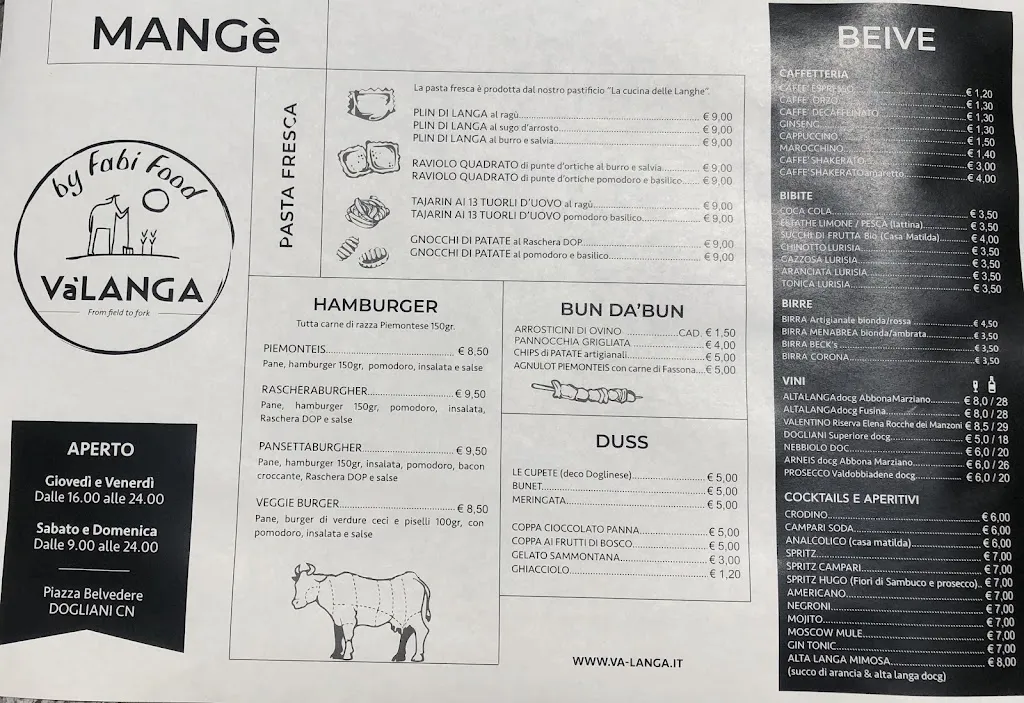 MANGè
by Fabi Food
VàLANGA
From field to fork
APERTO
Giovedì e Venerdì
Dalle 16.00 alle 24.00
Sabato e Domenica
Dalle 9.00 alle 24.00
Piazza Belvedere
DOGLIANI CN
PASTA FRESCA
La pasta fresca è prodotta dal nostro pastificio "La cucina delle Langhe".
PLIN DI LANGA al ragù € 9,00
PLIN DI LANGA al sugo d'arrosto € 9,00
PLIN DI LANGA al burro e salvia € 9,00
RAVIOLO QUADRATO di punte d'ortiche al burro e salvia € 9,00
RAVIOLO QUADRATO di punte d'ortiche pomodoro e basilico € 9,00
TAJARIN AI 13 TUORLI D'UOVO al ragù € 9,00
TAJARIN AI 13 TUORLI D'UOVO pomodoro basilico € 9,00
GNOCCHI DI PATATE al Raschera DOP € 9,00
GNOCCHI DI PATATE al pomodoro e basilico € 9,00
HAMBURGER
Tutta carne di razza Piemontese 150gr.
PIEMONTEIS € 8,50
Pane, hamburger 150gr, pomodoro, insalata e salse
RASCHERABURGHER € 9,50
Pane, hamburger 150gr, pomodoro, insalata,
Raschera DOP e salse
PANSETTABURGHER € 9,50
Pane, hamburger 150gr, insalata, pomodoro, bacon
croccante, Raschera DOP e salse
VEGGIE BURGER € 8,50
Pane, burger di verdure ceci e piselli 100gr, con
pomodoro, insalata e salse
BUN DA'BUN
ARROSTICINI DI OVINO CAD. € 1,50
PANNOCCHIA GRIGLIATA € 4,00
CHIPS di PATATE artigianali € 5,00
AGNULOT PIEMONTEIS con carne di Fassona € 5,00
DUSS
LE CUPETE (deco Doglinese) € 5,00
BUNET € 5,00
MERINGATA € 5,00
COPPA CIOCCOLATO PANNA € 5,00
COPPA AI FRUTTI DI BOSCO € 5,00
GELATO SAMMONTANA € 3,00
GHIACCIOLO € 1,20
WWW.VA-LANGA.IT
BEIVE
CAFFETTERIA
CAFFE' ESPRESSO € 1,20
CAFFE' ORZO € 1,30
CAFFE' DECAFFEINATO € 1,30
GINSENG € 1,30
CAPPUCCINO € 1,50
MAROCCHINO € 1,40
CAFFE' SHAKERATO € 3,00
CAFFE' SHAKERATO amaretto € 4,00
BIBITE
COCA COLA € 3,50
ESTATHE LIMONE / PESCA (lattina) € 3,50
SUCCHI DI FRUTTA Bio (Casa Matilda) € 4,00
CHINOTTO LURISIA € 3,50
GAZZOSA LURISIA € 3,50
ARANCIATA LURISIA € 3,50
TONICA LURISIA € 3,50
BIRRE
BIRRA Artigianale bionda/rossa € 4,50
BIRRA MENABREA bionda/ambrata € 3,50
BIRRA BECK's € 3,50
BIRRA CORONA € 3,50
VINI
ALTALANGA docg Abbona Marziano € 8,0 / 28
ALTALANGA docg Fusina € 8,0 / 28
VALENTINO Riserva Elena Rocche dei Manzoni € 8,5 / 29
DOGLIANI Superiore docg € 5,0 / 18
NEBBIOLO DOC € 6,0 / 20
ARNEIS docg Abbona Marziano € 6,0 / 26
PROSECCO Valdobbiadene docg € 6,0 / 20
COCKTAILS E APERITIVI
CRODINO € 6,00
CAMPARI SODA € 6,00
ANALCOLICO (casa matilda) € 6,00
SPRITZ € 7,00
SPRITZ CAMPARI € 7,00
SPRITZ HUGO (Fiori di Sambuco e prosecco) € 7,00
AMERICANO € 7,00
NEGRONI € 7,00
MOJITO € 7,00
MOSCOW MULE € 7,00
GIN TONIC € 7,00
ALTA LANGA MIMOSA € 8,00
(succo di arancia & alta langa docg)